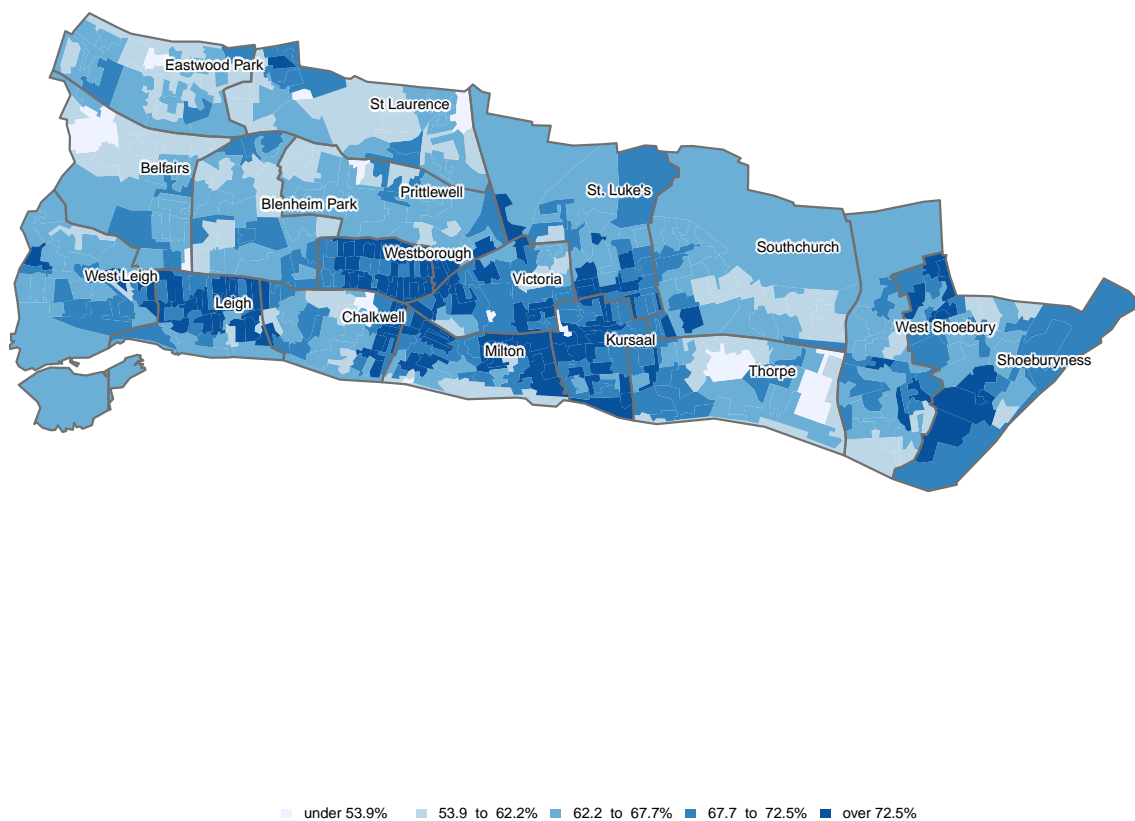 Eastwood Park
St Laurence
Belfairs
Prittlewell
St. Luke's
Blenheim Park
Southchurch
Westborough
West Leigh
Victoria
Leigh
Chalkwell
West Shoebury
Kursaal
Milton
Shoeburyness
Thorpe
under 53.9% 53.9 to 62.2% 62.2 to 67.7% 67.7 to 72.5% over 72.5%